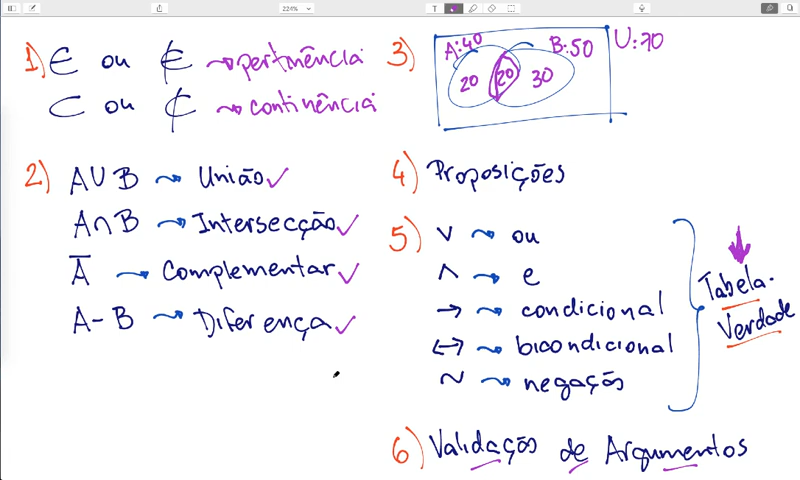 224%
1) ∈ ou ∉ → pertinência
⊂ ou ⊄ → continência
2) A∪B → União ✓
A∩B → Intersecção ✓
A̅ → Complementar ✓
A-B → Diferença ✓
3) A:40 B:50 U:70
20 20 30
4) Proposições
5) ∨ → ou
∧ → e
→ → condicional
↔ → bicondicional
~ → negação
Tabela.
Verdade
6) Validação de Argumentos